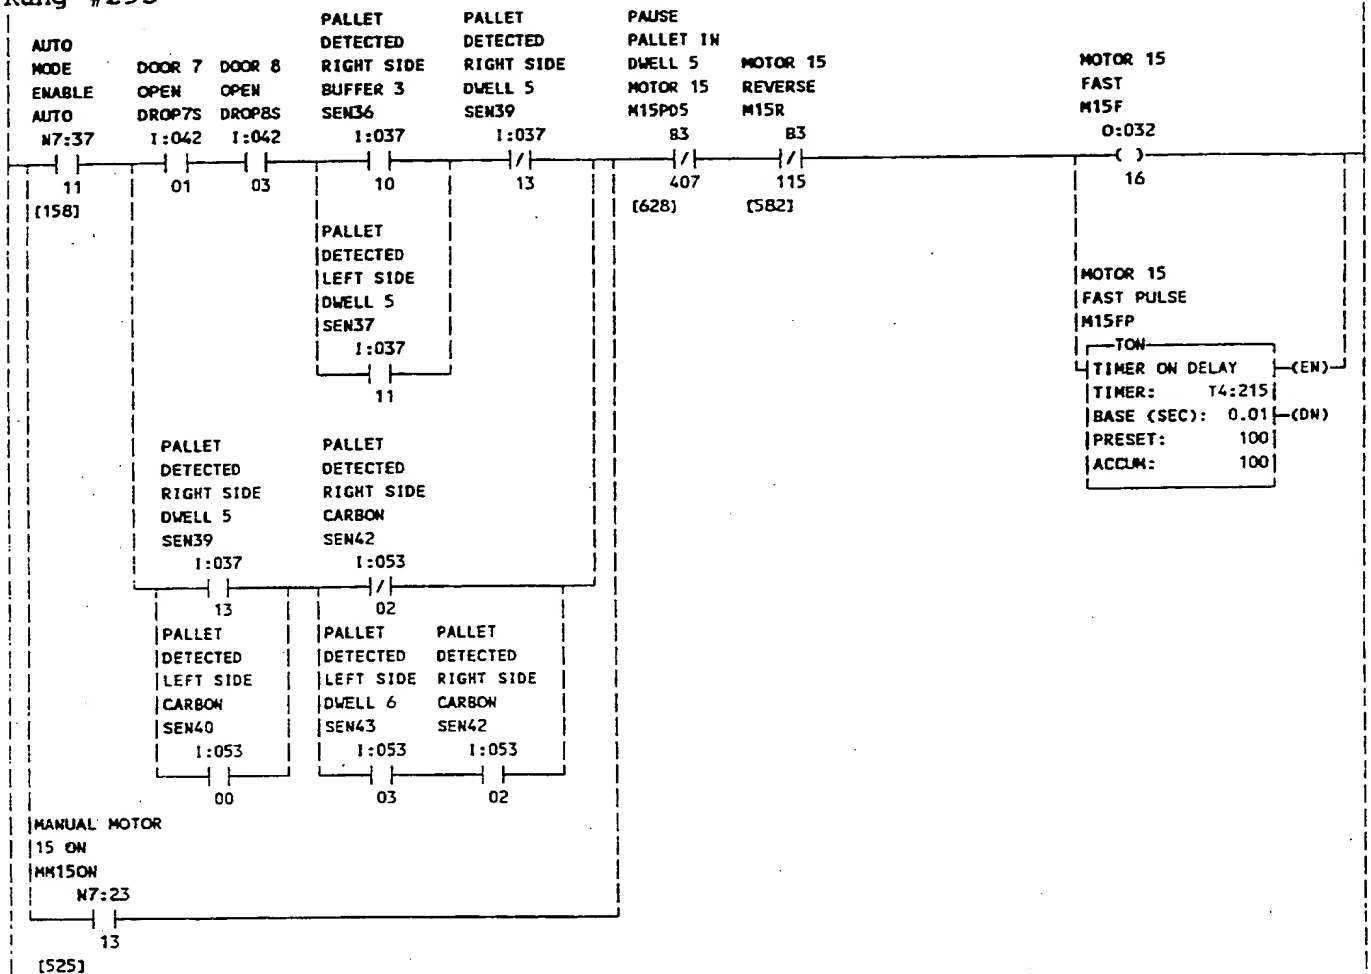 Rung #295
AUTO
MODE
ENABLE
AUTO
N7:37
11
[158]
DOOR 7
OPEN
DROP7S
I:042
01
DOOR 8
OPEN
DROP8S
I:042
03
PALLET
DETECTED
RIGHT SIDE
BUFFER 3
SEN36
I:037
10
PALLET
DETECTED
RIGHT SIDE
DWELL 5
SEN39
I:037
13
PAUSE
PALLET IN
DWELL 5
MOTOR 15
M15PD5
B3
407
[628]
MOTOR 15
REVERSE
M15R
B3
115
[582]
MOTOR 15
FAST
M15F
O:032
16
PALLET
DETECTED
LEFT SIDE
DWELL 5
SEN37
I:037
11
MOTOR 15
FAST PULSE
M15FP
TON
TIMER ON DELAY (EN)
TIMER: T4:215
BASE (SEC): 0.01 (DN)
PRESET: 100
ACCUM: 100
PALLET
DETECTED
RIGHT SIDE
DWELL 5
SEN39
I:037
13
PALLET
DETECTED
RIGHT SIDE
CARBON
SEN42
I:053
02
PALLET
DETECTED
LEFT SIDE
CARBON
SEN40
I:053
00
PALLET
DETECTED
LEFT SIDE
DWELL 6
SEN43
I:053
03
PALLET
DETECTED
RIGHT SIDE
CARBON
SEN42
I:053
02
MANUAL MOTOR
15 ON
MM15ON
N7:23
13
[525]